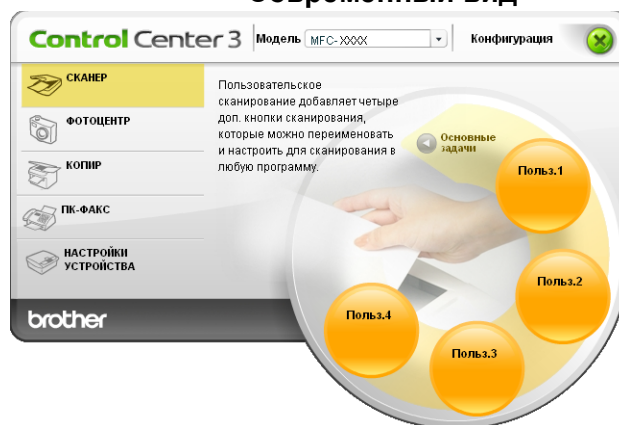 Современный вид
Control Center 3 Модель MFC-XXXX Конфигурация
СКАНЕР
ФОТОЦЕНТР
КОПИР
ПК-ФАКС
НАСТРОЙКИ
УСТРОЙСТВА
brother
Пользовательское
сканирование добавляет четыре
доп. кнопки сканирования,
которые можно переименовать
и настроить для сканирования в
любую программу.
Основные
задачи
Польз.1
Польз.2
Польз.3
Польз.4